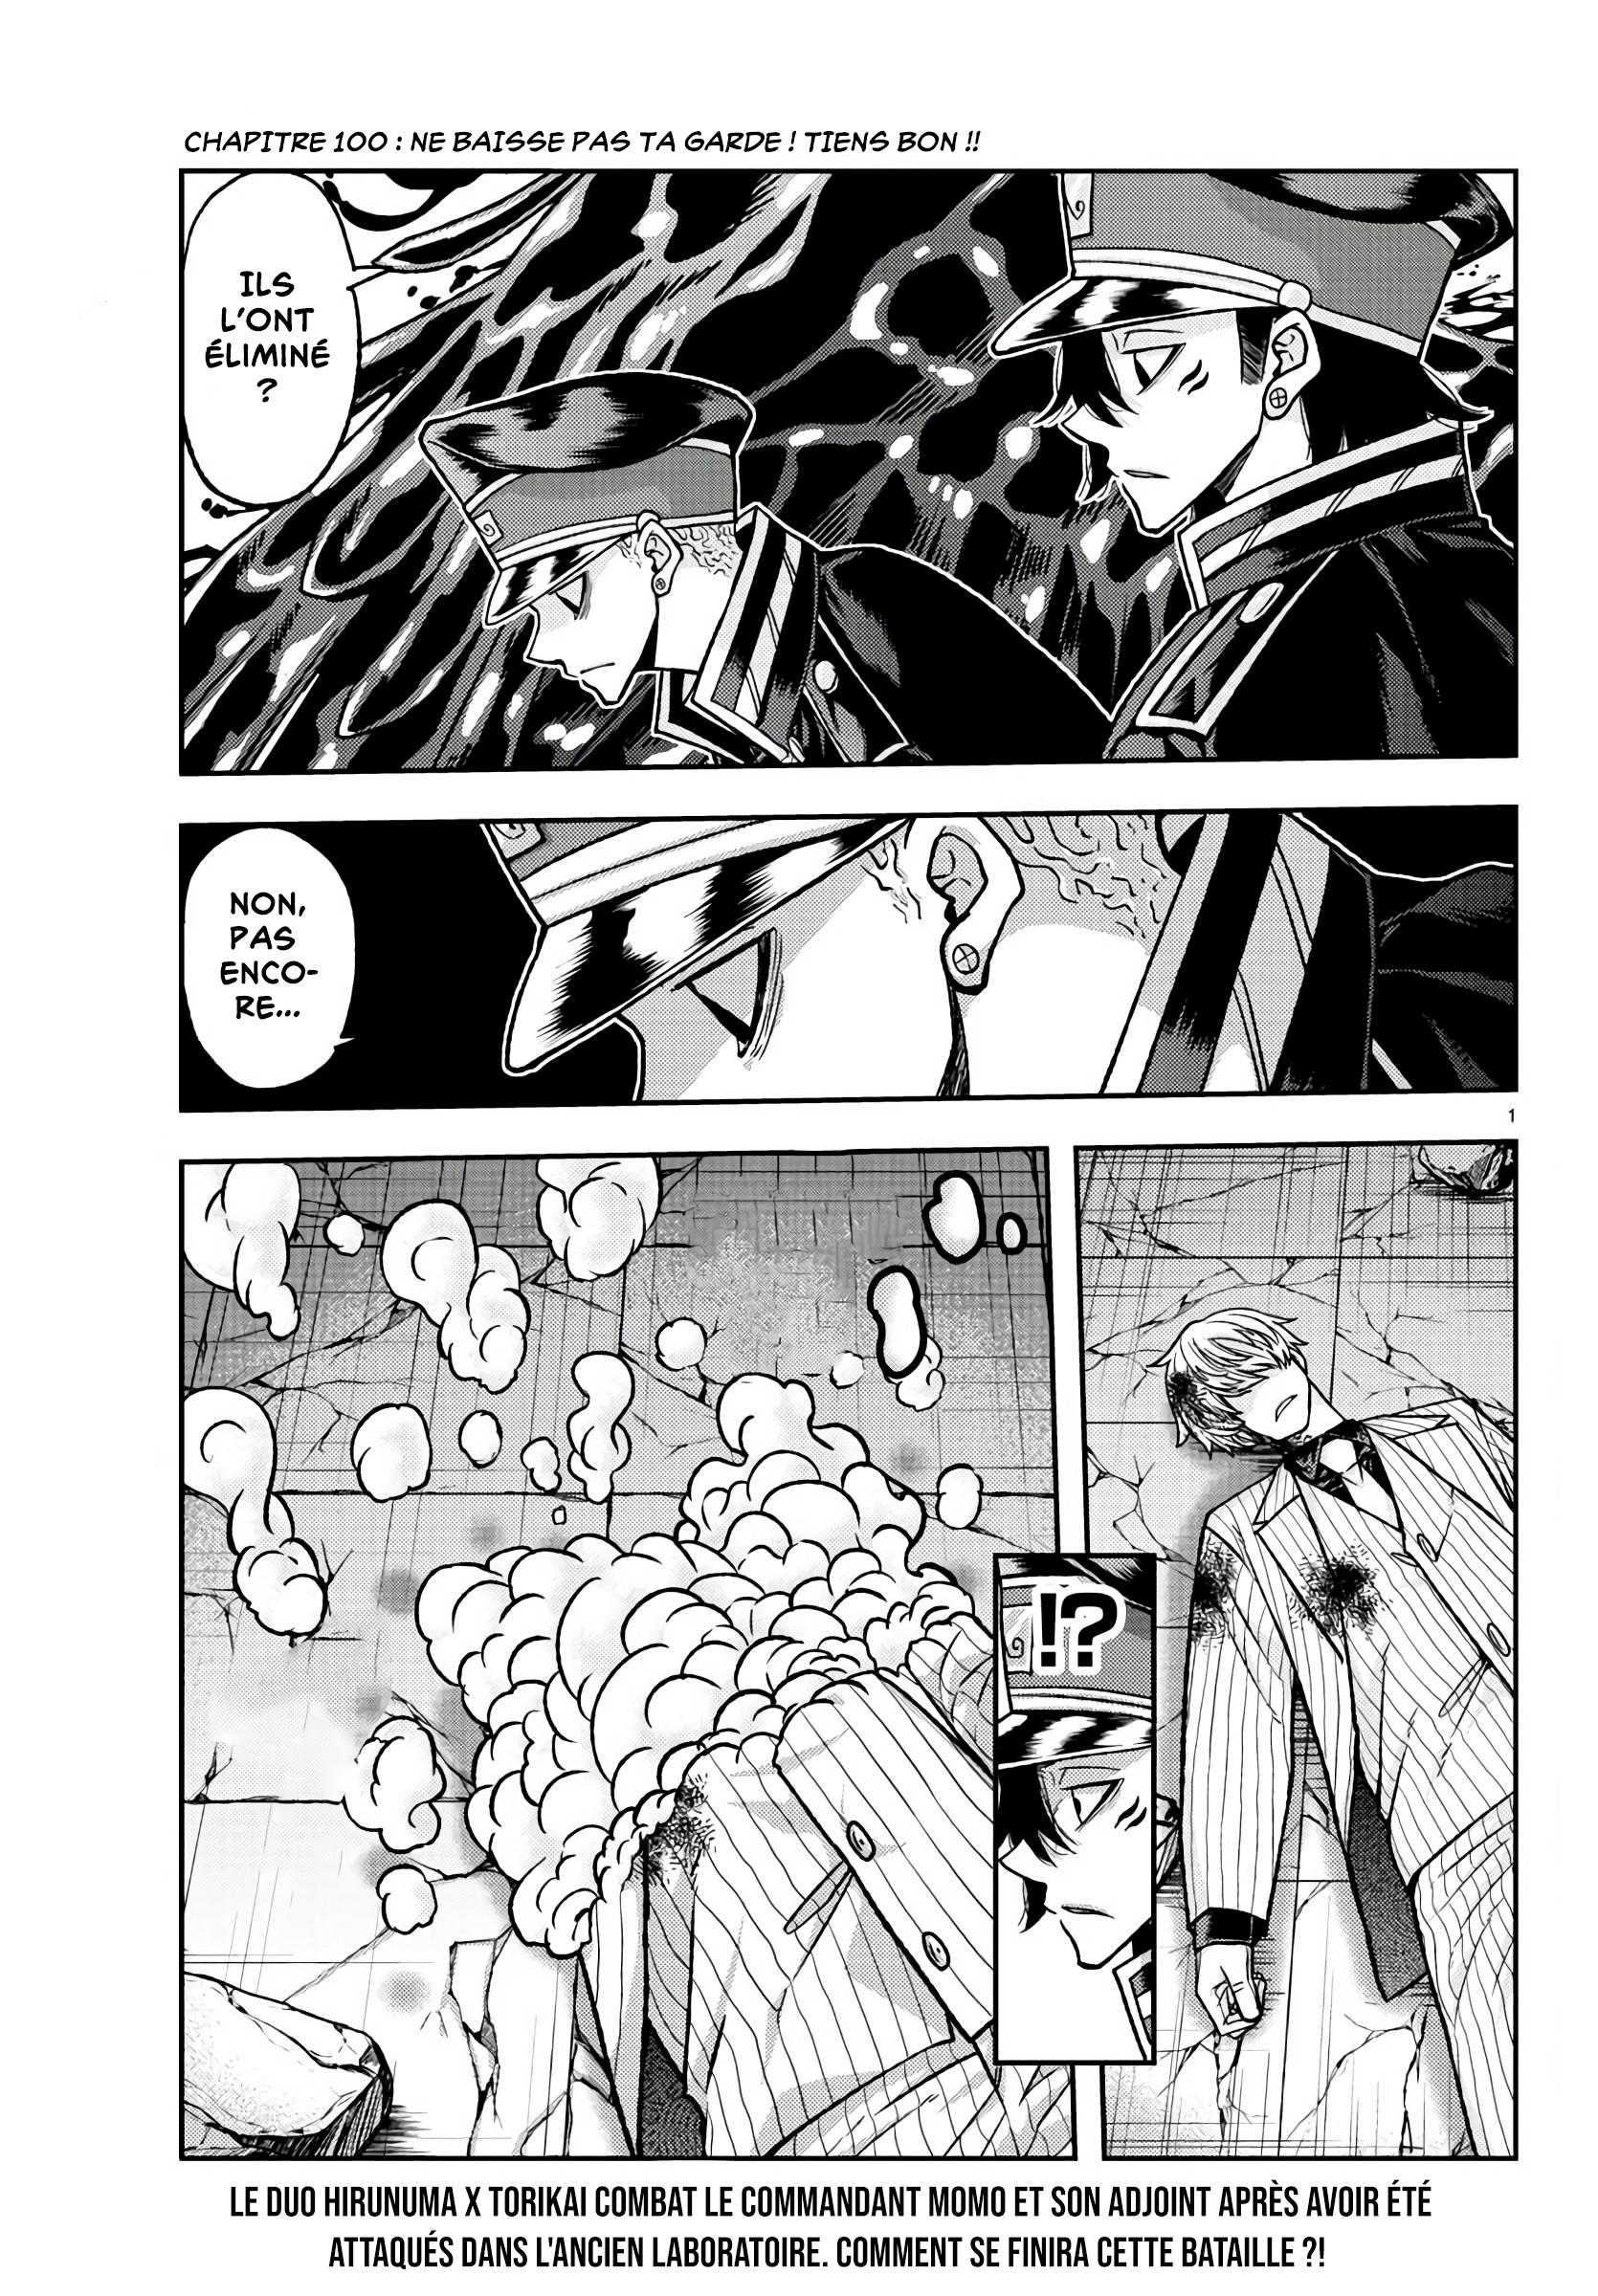 CHAPITRE 100 : NE BAISSE PAS TA GARDE ! TIENS BON !!
ILS
L'ONT
ÉLIMINÉ
?
NON,
PAS
ENCO-
RE...
1
!?
LE DUO HIRUNUMA X TORIKAI COMBAT LE COMMANDANT MOMO ET SON ADJOINT APRÈS AVOIR ÉTÉ
ATTAQUÉS DANS L'ANCIEN LABORATOIRE. COMMENT SE FINIRA CETTE BATAILLE ?!